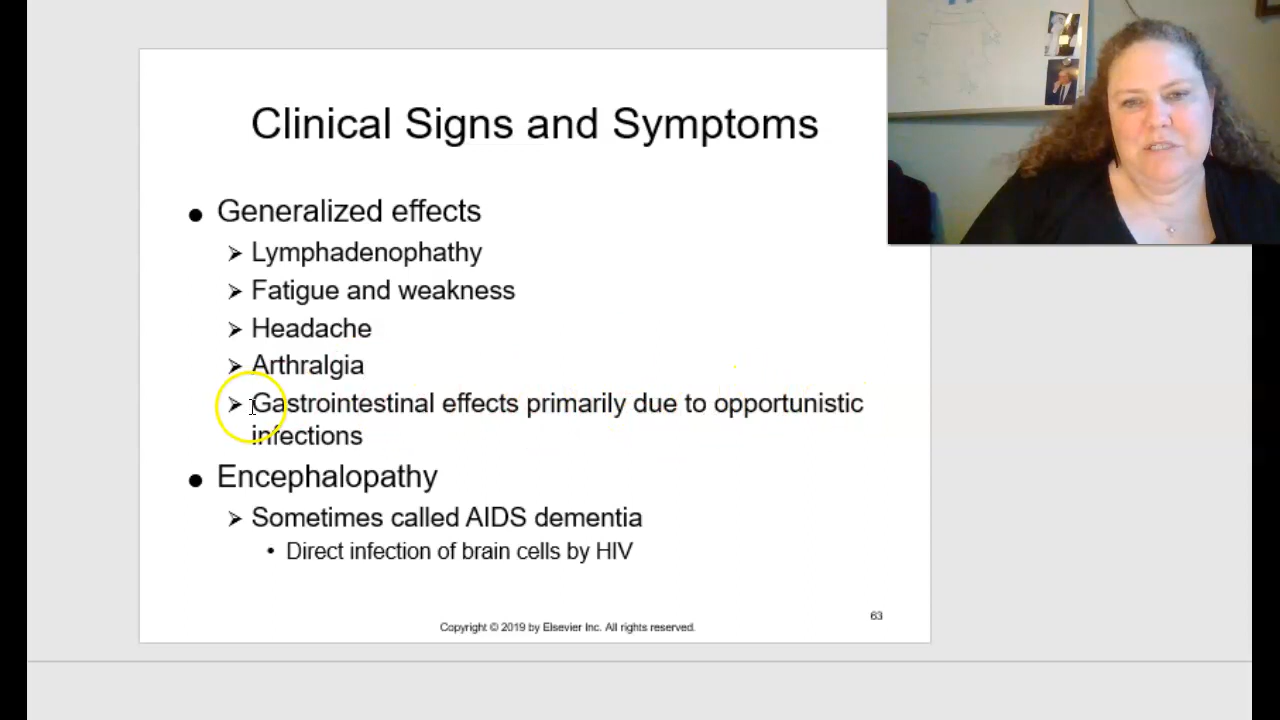 Clinical Signs and Symptoms
● Generalized effects
➢ Lymphadenophathy
➢ Fatigue and weakness
➢ Headache
➢ Arthralgia
➢ Gastrointestinal effects primarily due to opportunistic
infections
● Encephalopathy
➢ Sometimes called AIDS dementia
• Direct infection of brain cells by HIV
63
Copyright © 2019 by Elsevier Inc. All rights reserved.